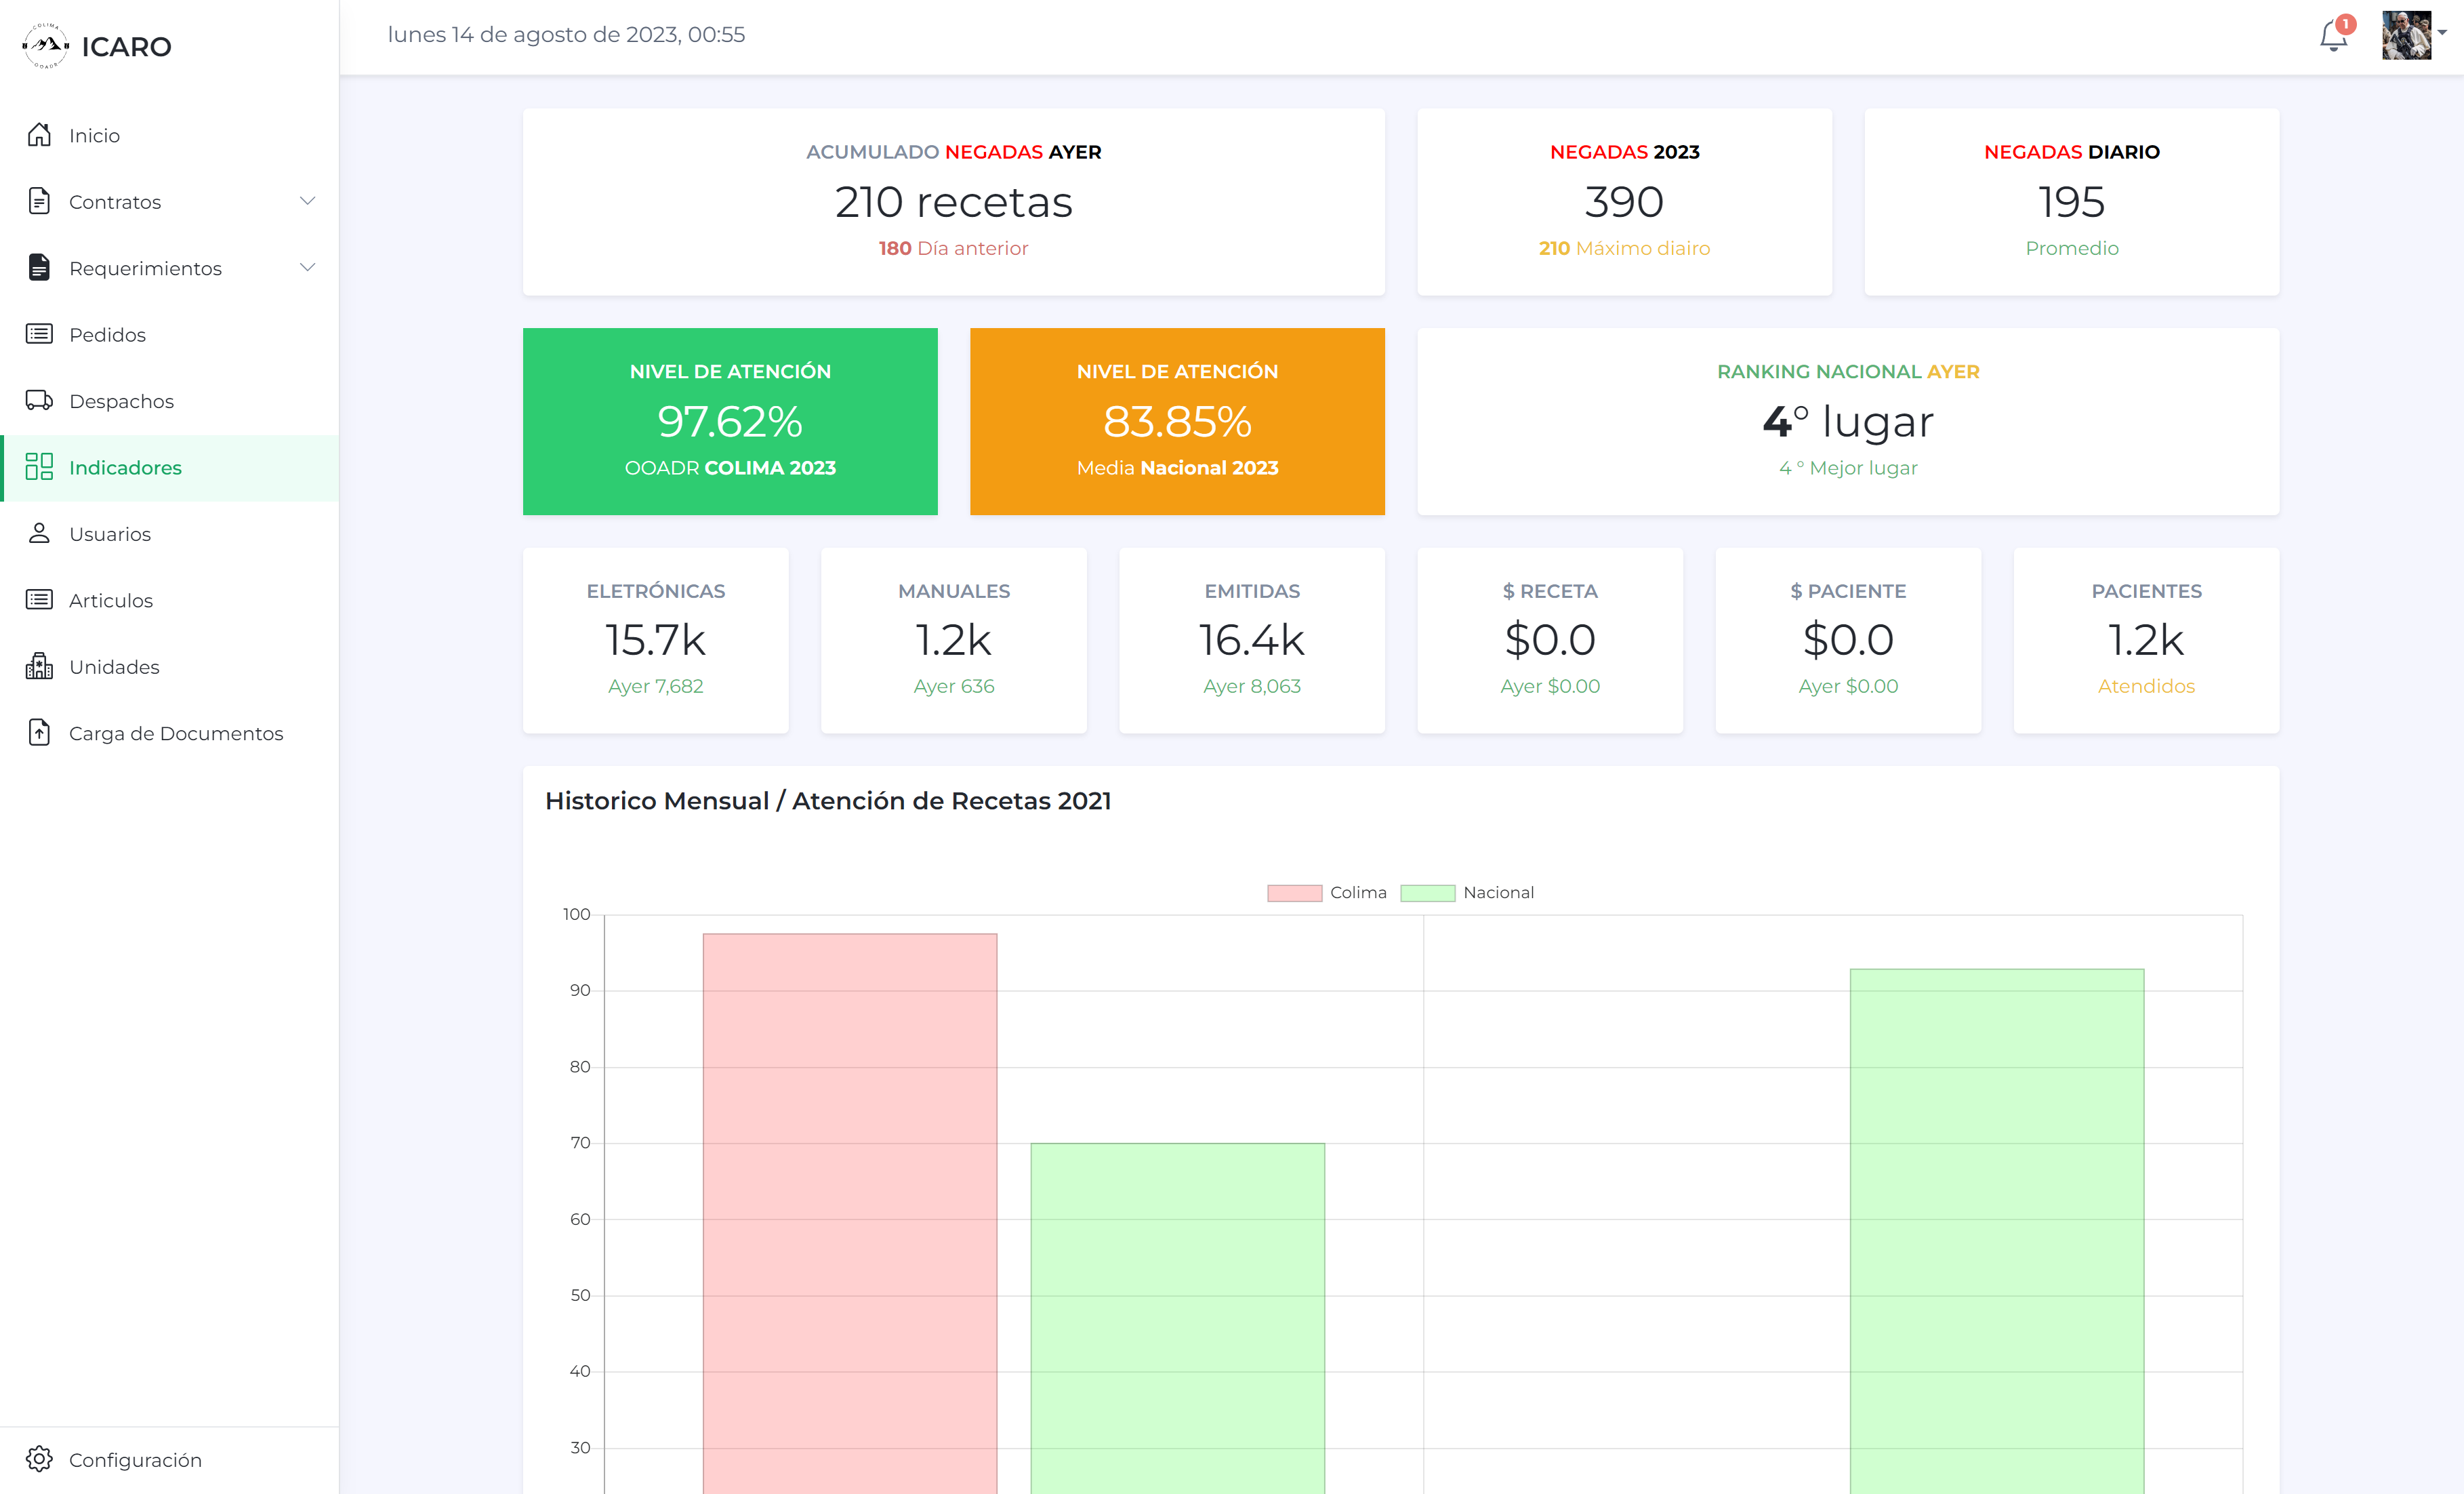 COLIMA
OOADR
ICARO
lunes 14 de agosto de 2023, 00:55
1
Inicio
Contratos
Requerimientos
Pedidos
Despachos
Indicadores
Usuarios
Articulos
Unidades
Carga de Documentos
Configuración
ACUMULADO NEGADAS AYER
210 recetas
180 Día anterior
NEGADAS 2023
390
210 Máximo diairo
NEGADAS DIARIO
195
Promedio
NIVEL DE ATENCIÓN
97.62%
OOADR COLIMA 2023
NIVEL DE ATENCIÓN
83.85%
Media Nacional 2023
RANKING NACIONAL AYER
4° lugar
4 ° Mejor lugar
ELETRÓNICAS
15.7k
Ayer 7,682
MANUALES
1.2k
Ayer 636
EMITIDAS
16.4k
Ayer 8,063
$ RECETA
$0.0
Ayer $0.00
$ PACIENTE
$0.0
Ayer $0.00
PACIENTES
1.2k
Atendidos
Historico Mensual / Atención de Recetas 2021
Colima
Nacional
100
90
80
70
60
50
40
30